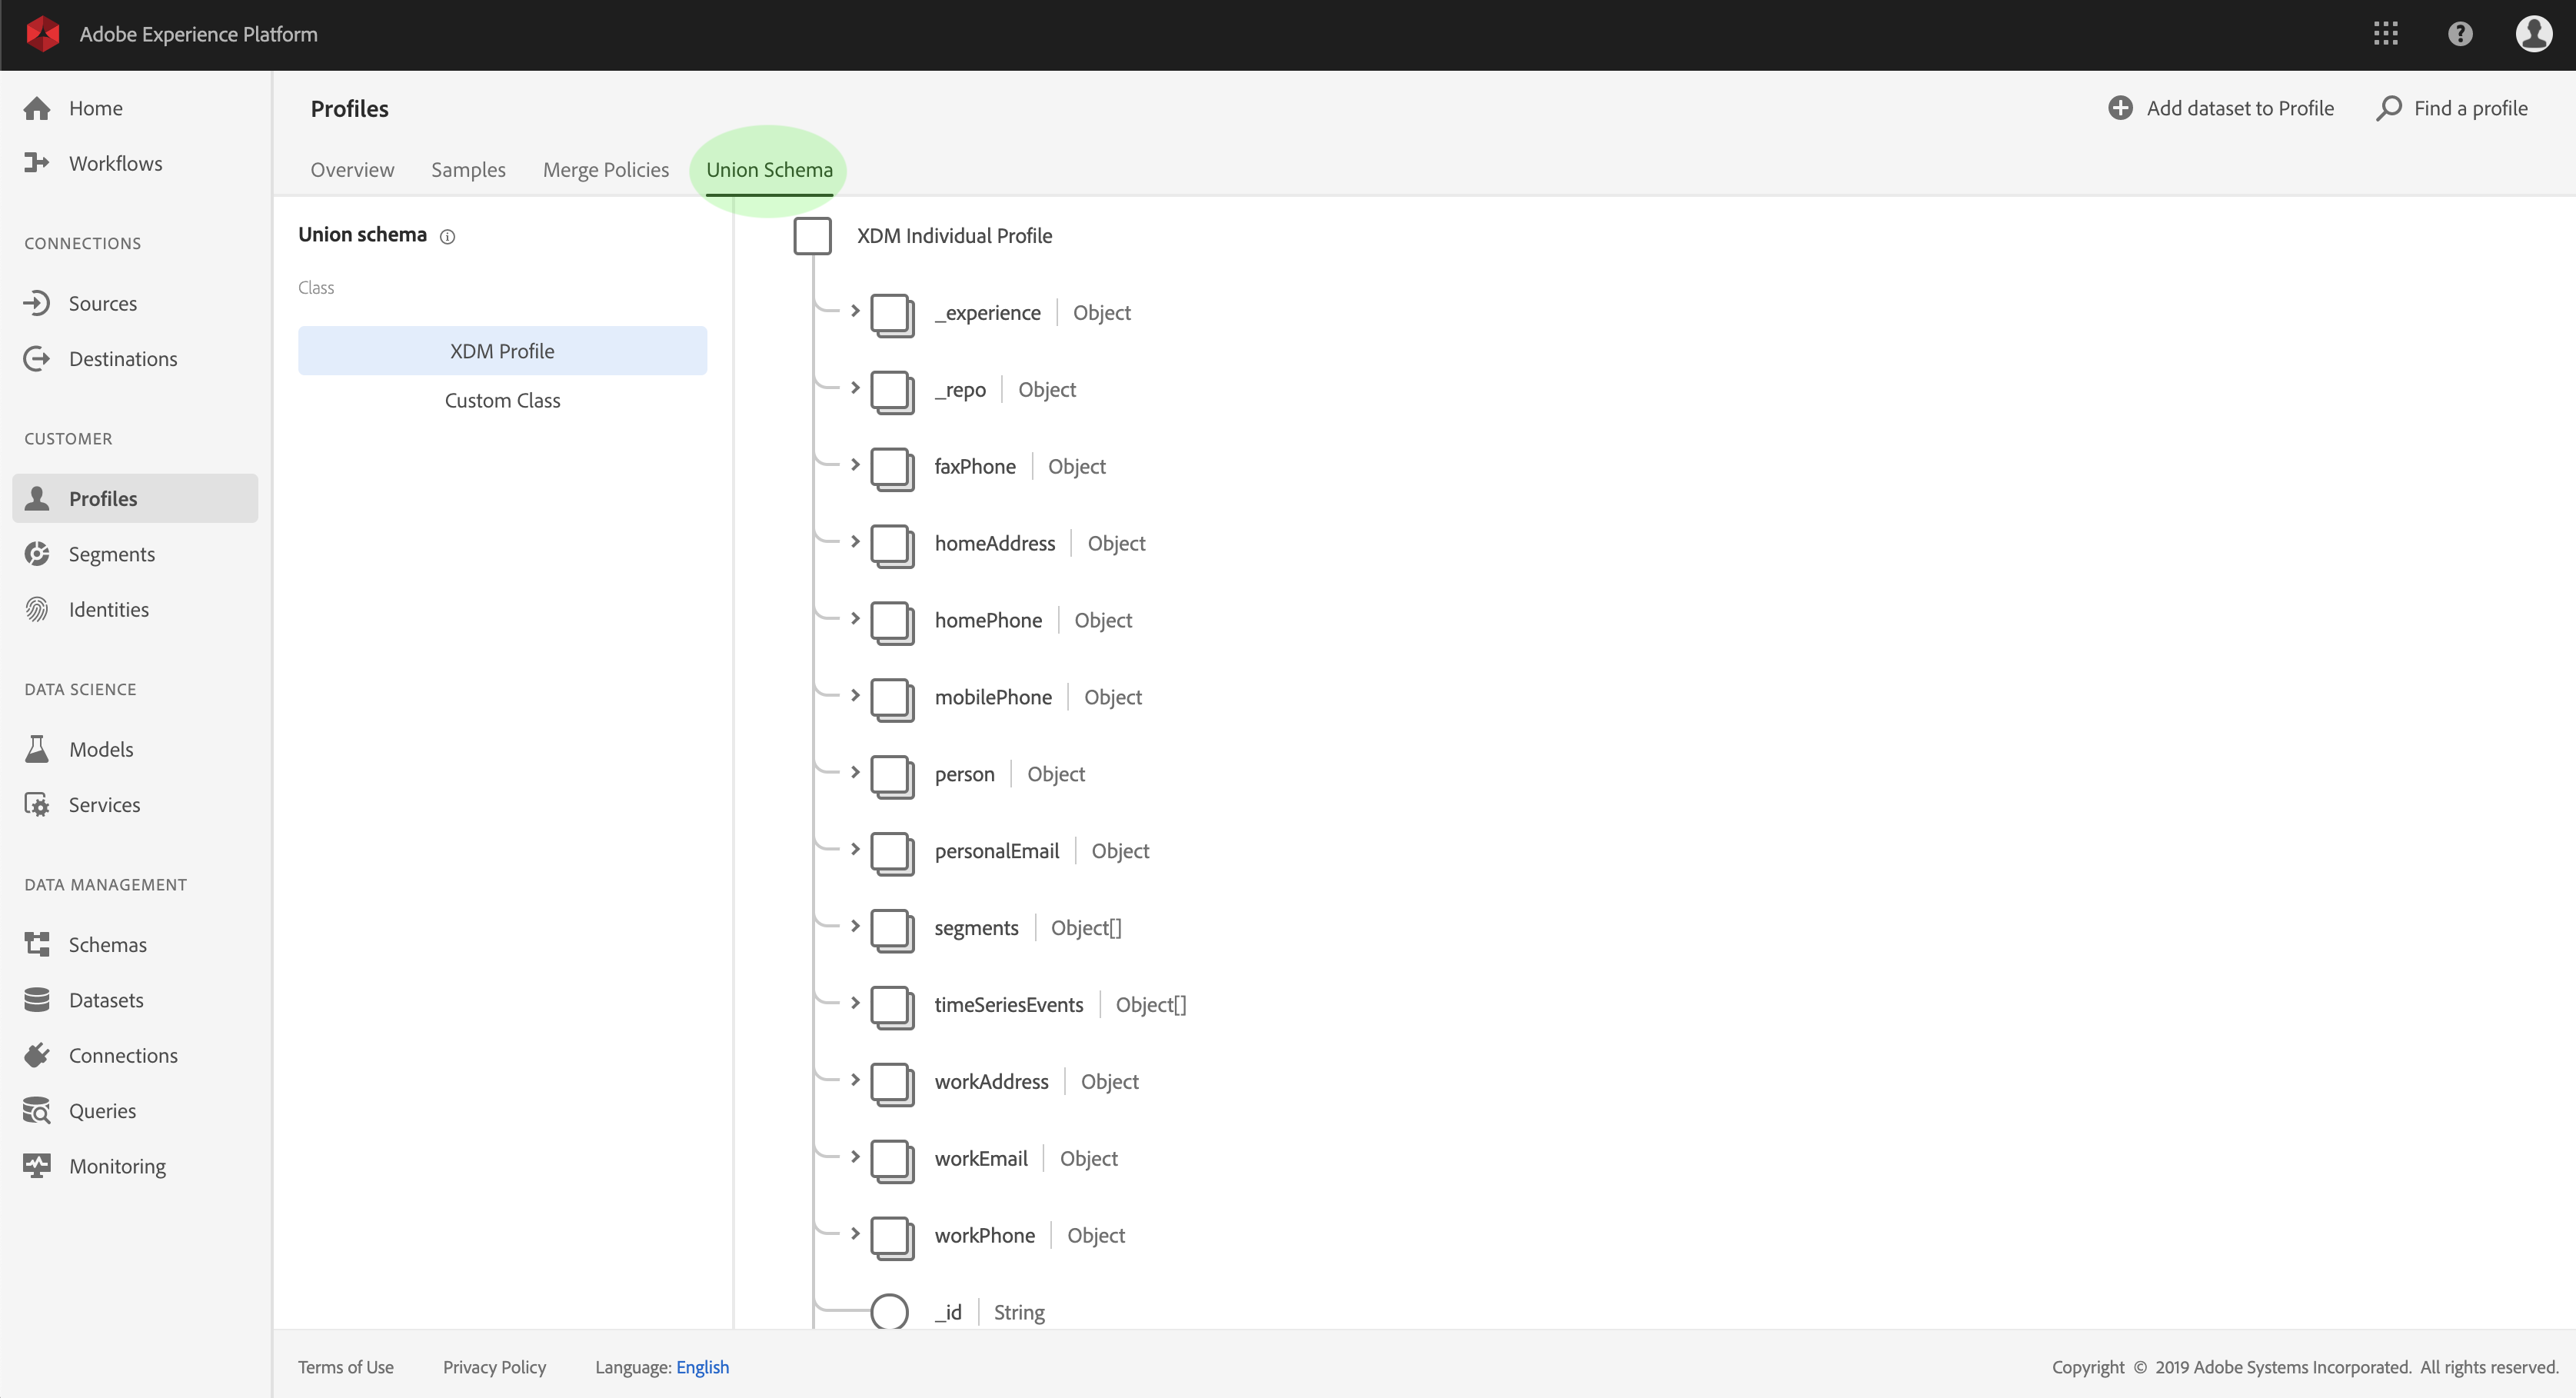 Adobe Experience Platform
Home
Workflows
CONNECTIONS
Sources
Destinations
CUSTOMER
Profiles
Segments
Identities
DATA SCIENCE
Models
Services
DATA MANAGEMENT
Schemas
Datasets
Connections
Queries
Monitoring
Profiles
Add dataset to Profile
Find a profile
Overview Samples Merge Policies Union Schema
Union schema
Class
XDM Profile
Custom Class
XDM Individual Profile
_experience Object
_repo Object
faxPhone Object
homeAddress Object
homePhone Object
mobilePhone Object
person Object
personalEmail Object
segments Object[]
timeSeriesEvents Object[]
workAddress Object
workEmail Object
workPhone Object
_id String
Terms of Use Privacy Policy Language: English
Copyright © 2019 Adobe Systems Incorporated. All rights reserved.